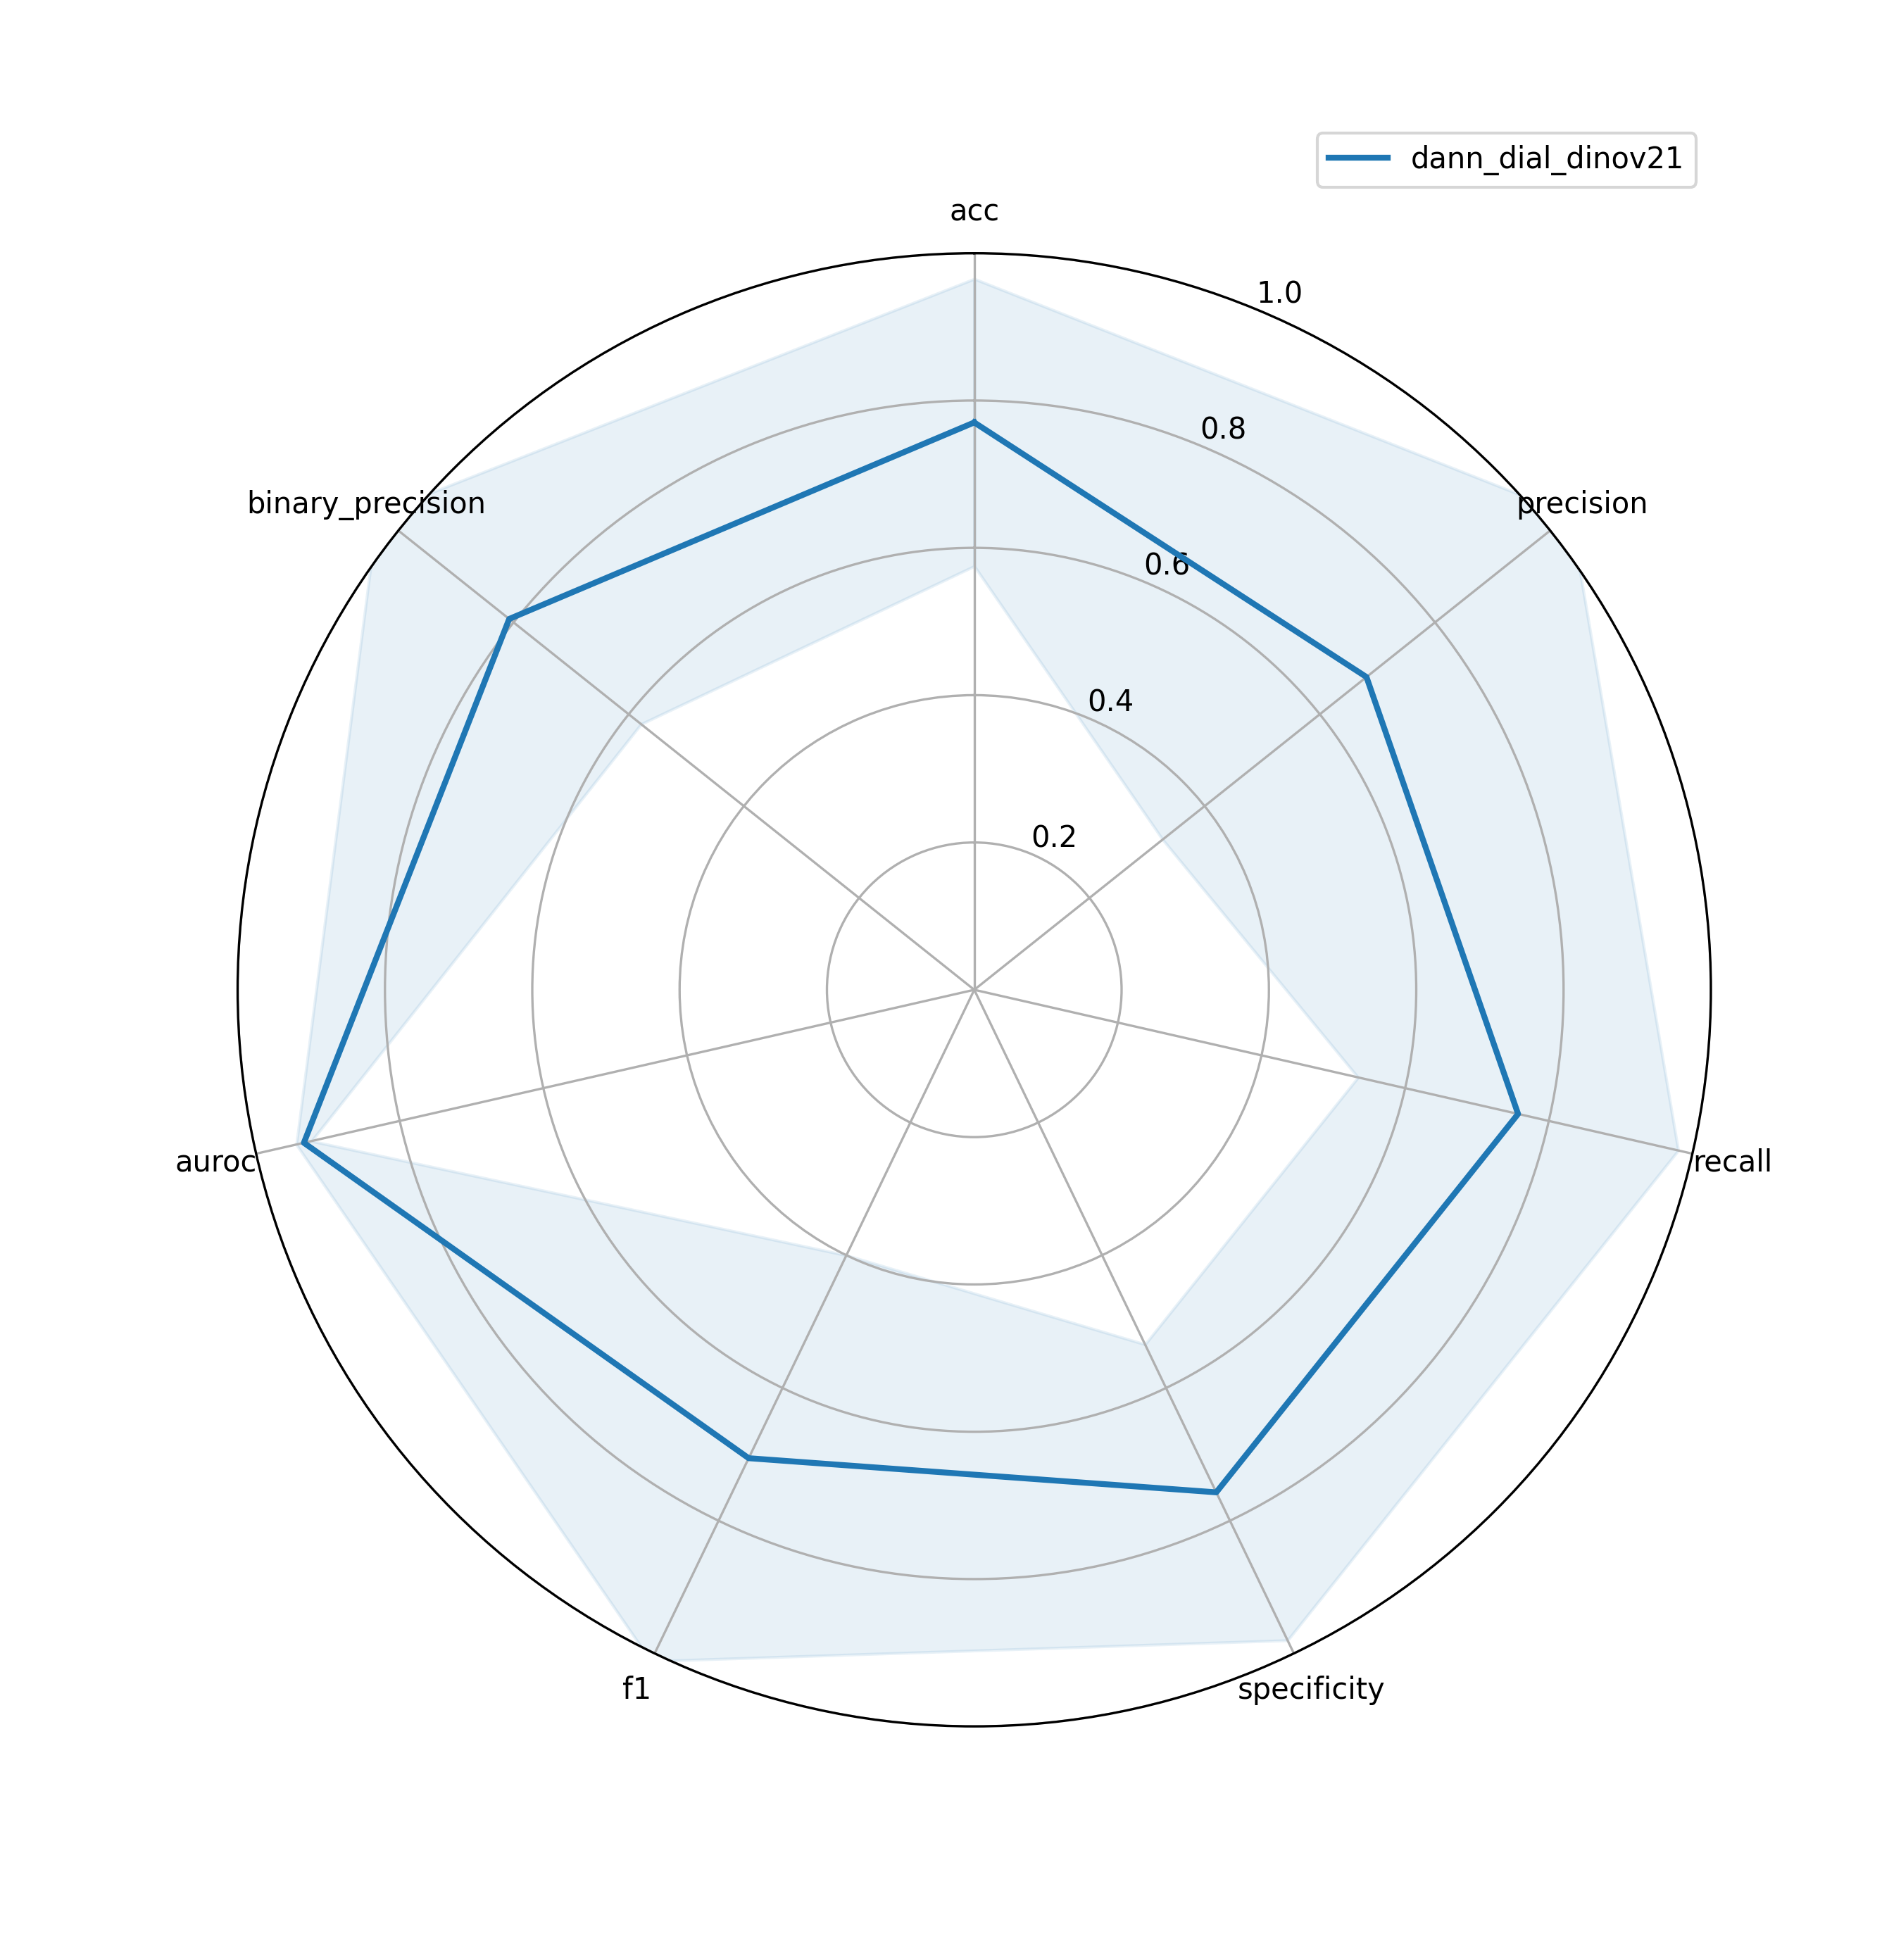 dann_dial_dinov21
acc
1.0
0.8
binary_precision
precision
0.6
0.4
0.2
auroc
recall
f1
specificity